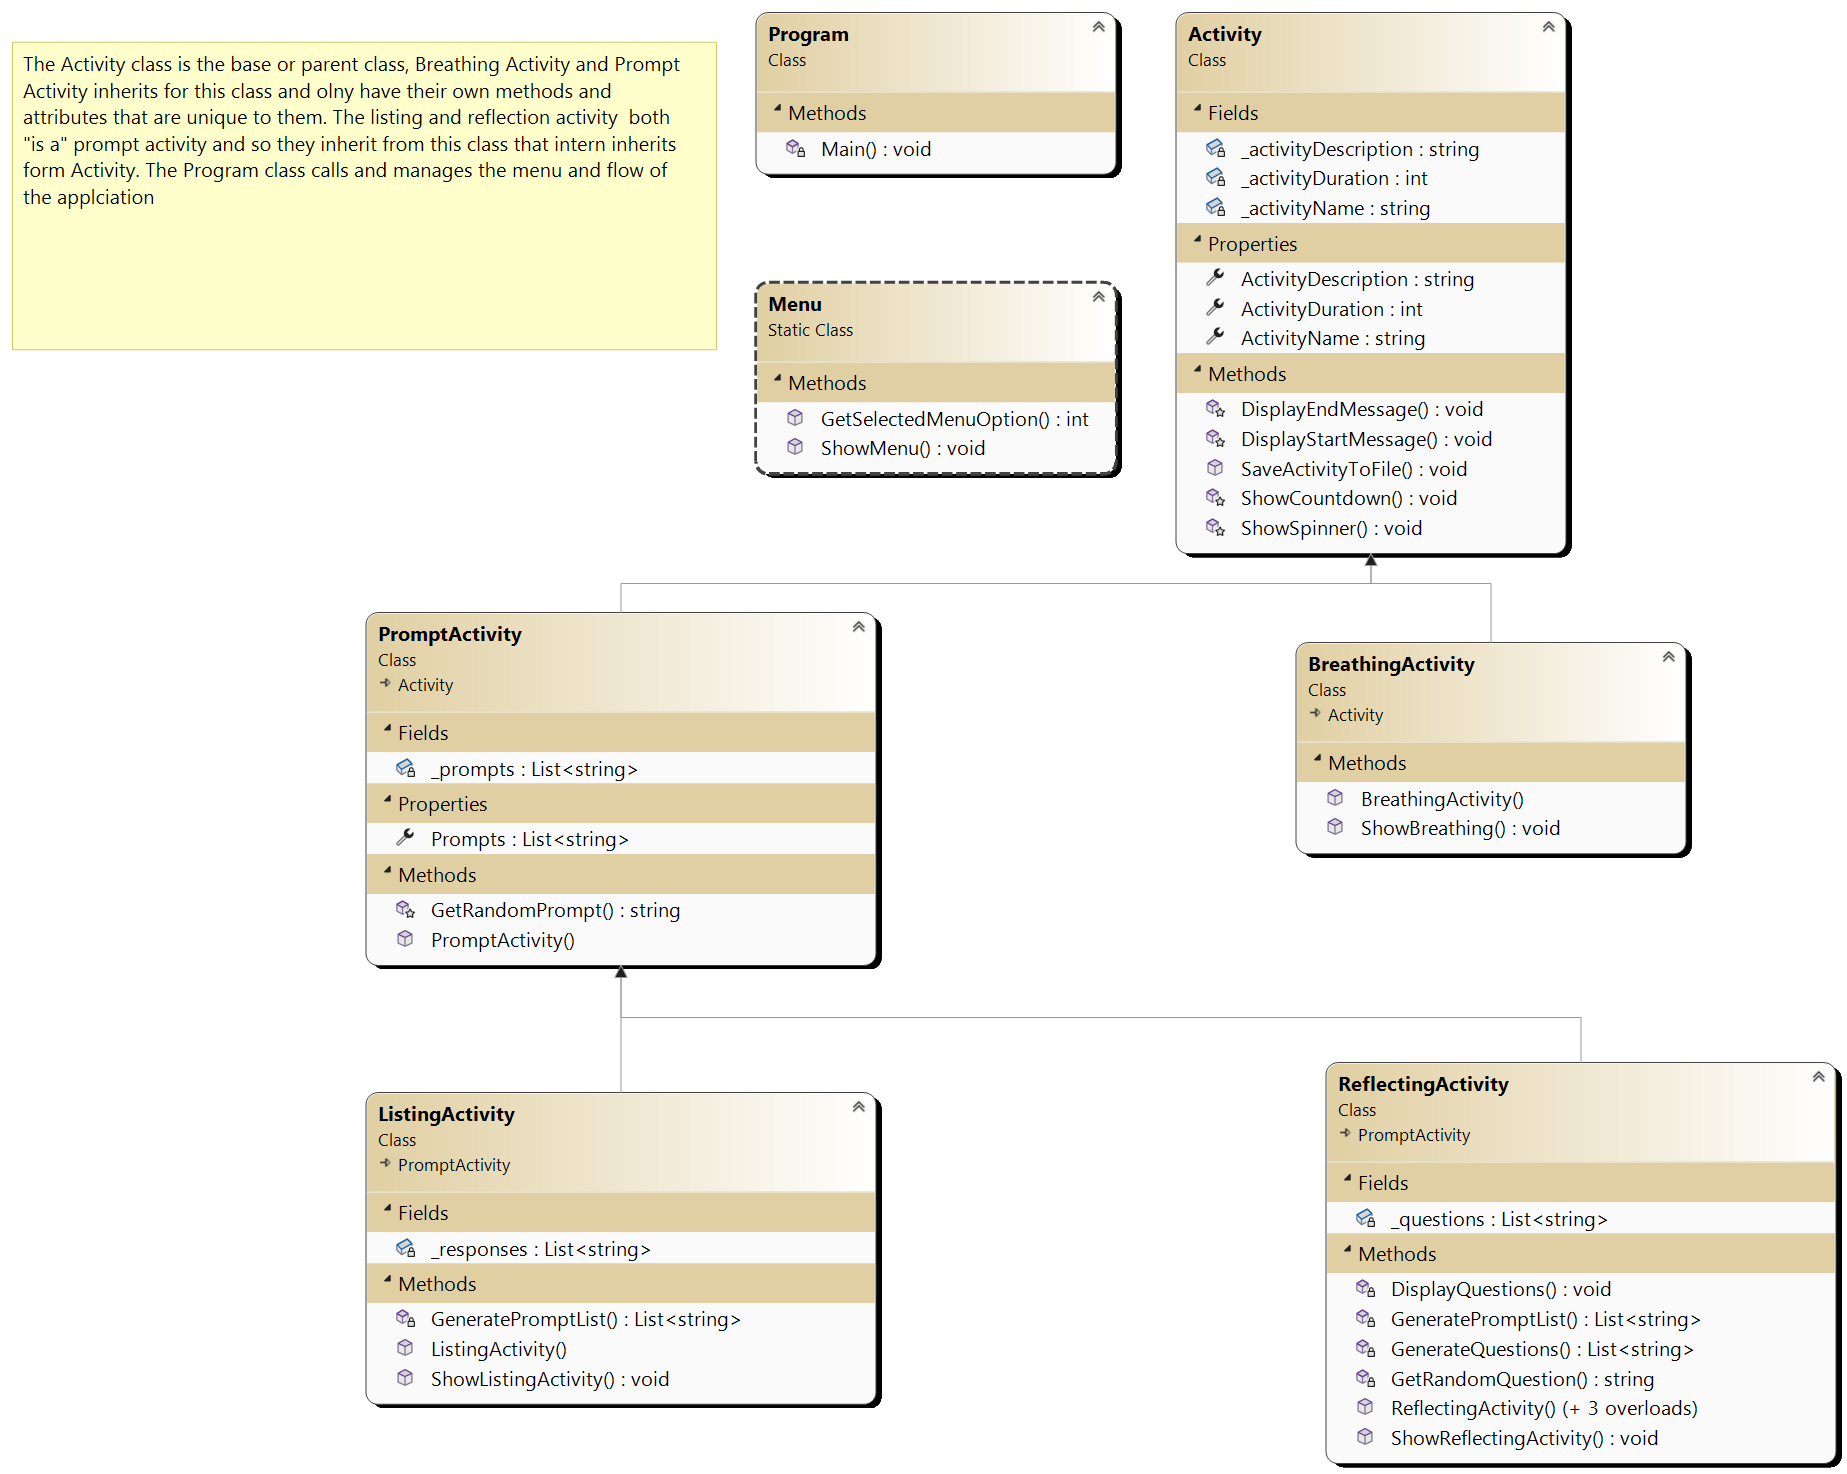 The Activity class is the base or parent class, Breathing Activity and Prompt
Activity inherits for this class and olny have their own methods and
attributes that are unique to them. The listing and reflection activity  both
"is a" prompt activity and so they inherit from this class that intern inherits
form Activity. The Program class calls and manages the menu and flow of
the applciation
Program
Class
Methods
Main() : void
Menu
Static Class
Methods
GetSelectedMenuOption() : int
ShowMenu() : void
Activity
Class
Fields
_activityDescription : string
_activityDuration : int
_activityName : string
Properties
ActivityDescription : string
ActivityDuration : int
ActivityName : string
Methods
DisplayEndMessage() : void
DisplayStartMessage() : void
SaveActivityToFile() : void
ShowCountdown() : void
ShowSpinner() : void
PromptActivity
Class
Activity
Fields
_prompts : List<string>
Properties
Prompts : List<string>
Methods
GetRandomPrompt() : string
PromptActivity()
BreathingActivity
Class
Activity
Methods
BreathingActivity()
ShowBreathing() : void
ListingActivity
Class
PromptActivity
Fields
_responses : List<string>
Methods
GeneratePromptList() : List<string>
ListingActivity()
ShowListingActivity() : void
ReflectingActivity
Class
PromptActivity
Fields
_questions : List<string>
Methods
DisplayQuestions() : void
GeneratePromptList() : List<string>
GenerateQuestions() : List<string>
GetRandomQuestion() : string
ReflectingActivity() (+ 3 overloads)
ShowReflectingActivity() : void